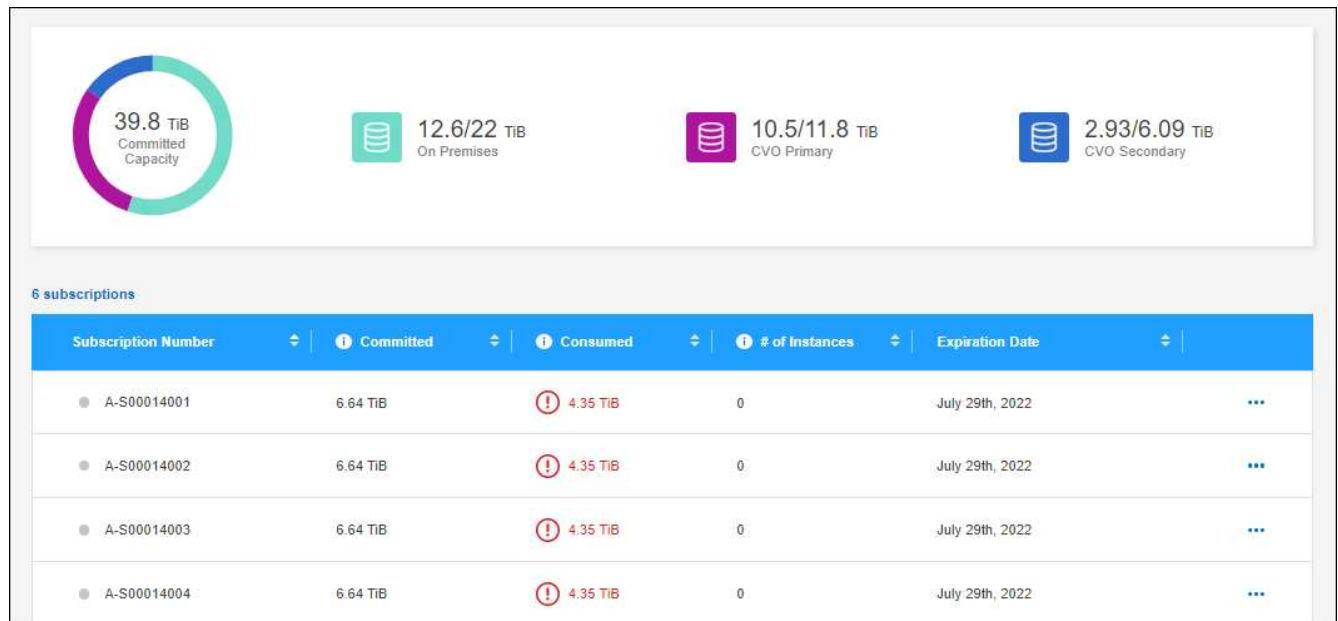 39.8 TiB
Committed
Capacity
12.6/22 TiB
On Premises
10.5/11.8 TiB
CVO Primary
2.93/6.09 TiB
CVO Secondary
6 subscriptions
Subscription Number Committed Consumed # of Instances Expiration Date
A-S00014001 6.64 TiB 4.35 TiB 0 July 29th, 2022
A-S00014002 6.64 TiB 4.35 TiB 0 July 29th, 2022
A-S00014003 6.64 TiB 4.35 TiB 0 July 29th, 2022
A-S00014004 6.64 TiB 4.35 TiB 0 July 29th, 2022